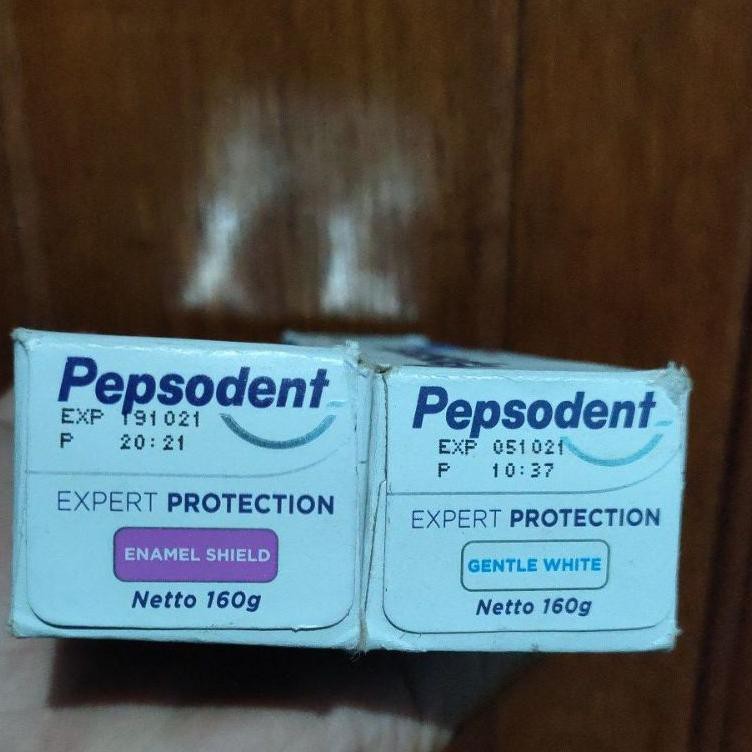 Pepsodent
EXP 191021
P 20:21
EXPERT PROTECTION
ENAMEL SHIELD
Netto 160g
Pepsodent
EXP 051021
P 10:37
EXPERT PROTECTION
GENTLE WHITE
Netto 160g